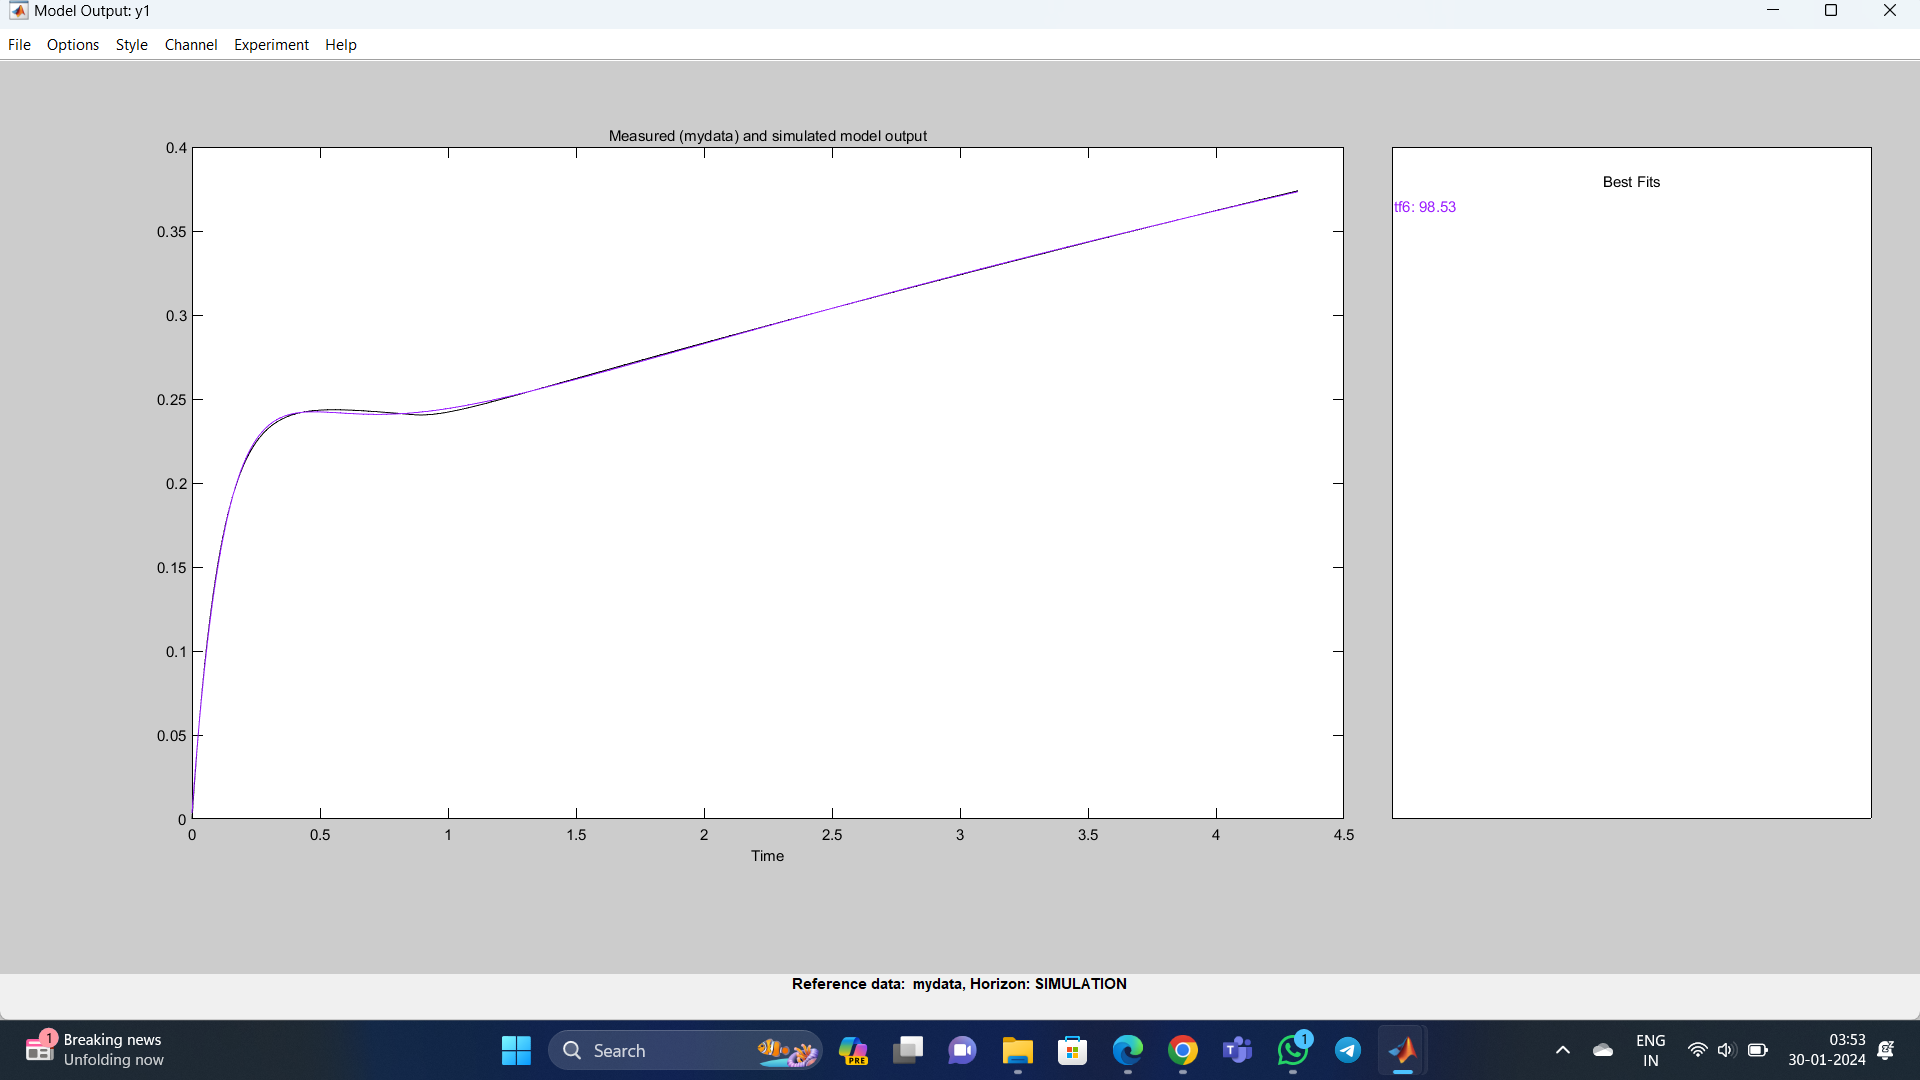 Model Output: y1
File Options Style Channel Experiment Help
Measured (mydata) and simulated model output
0.4
0.35
0.3
0.25
0.2
0.15
0.1
0.05
0
0 0.5 1 1.5 2 2.5 3 3.5 4 4.5
Time
Best Fits
tf6: 98.53
Reference data: mydata, Horizon: SIMULATION
1
Breaking news
Unfolding now
Search
PRE
T
1
ENG
IN
03:53
30-01-2024